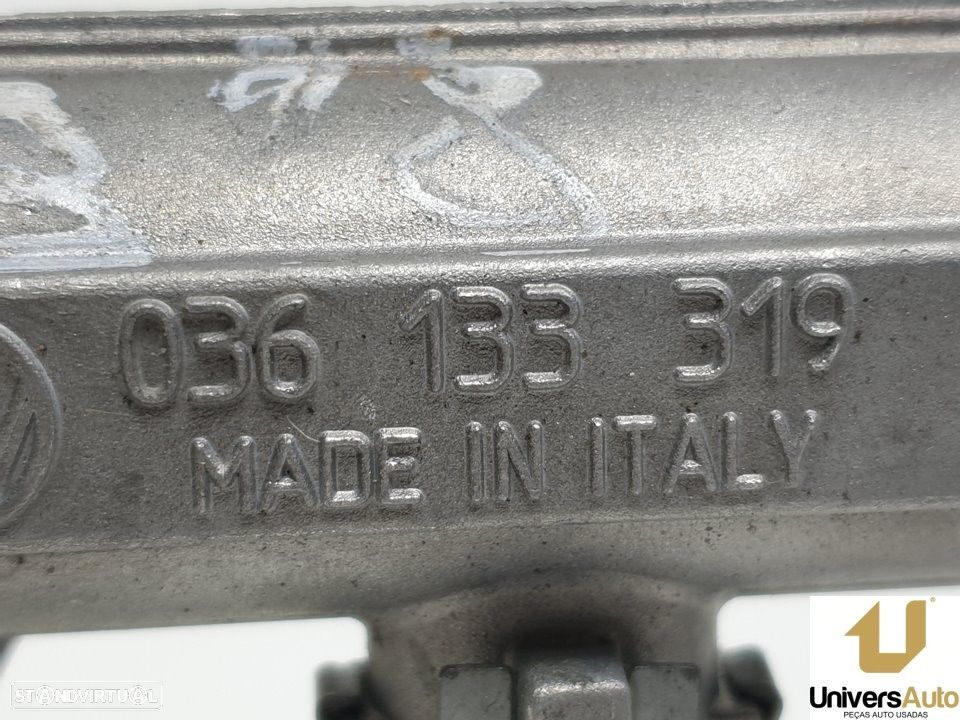 036 133 319
MADE IN ITALY
STANDVIRTUAL
UniversAuto
PEÇAS AUTO USADAS